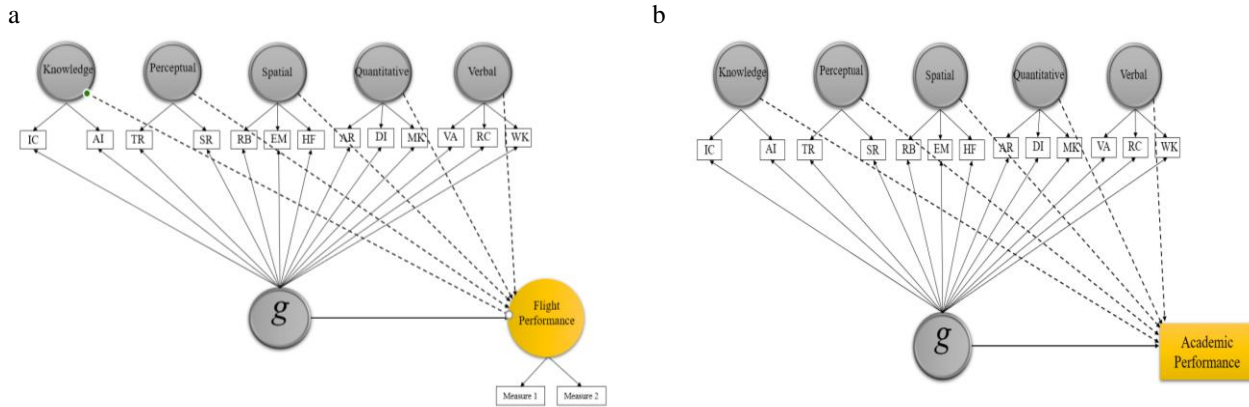 a
b
Knowledge Perceptual Spatial Quantitative Verbal
IC AI TR SR RB EM HF AR DI MK VA RC WK
g
Flight
Performance
Measure 1 Measure 2
Knowledge Perceptual Spatial Quantitative Verbal
IC AI TR SR RB EM HF AR DI MK VA RC WK
g
Academic
Performance